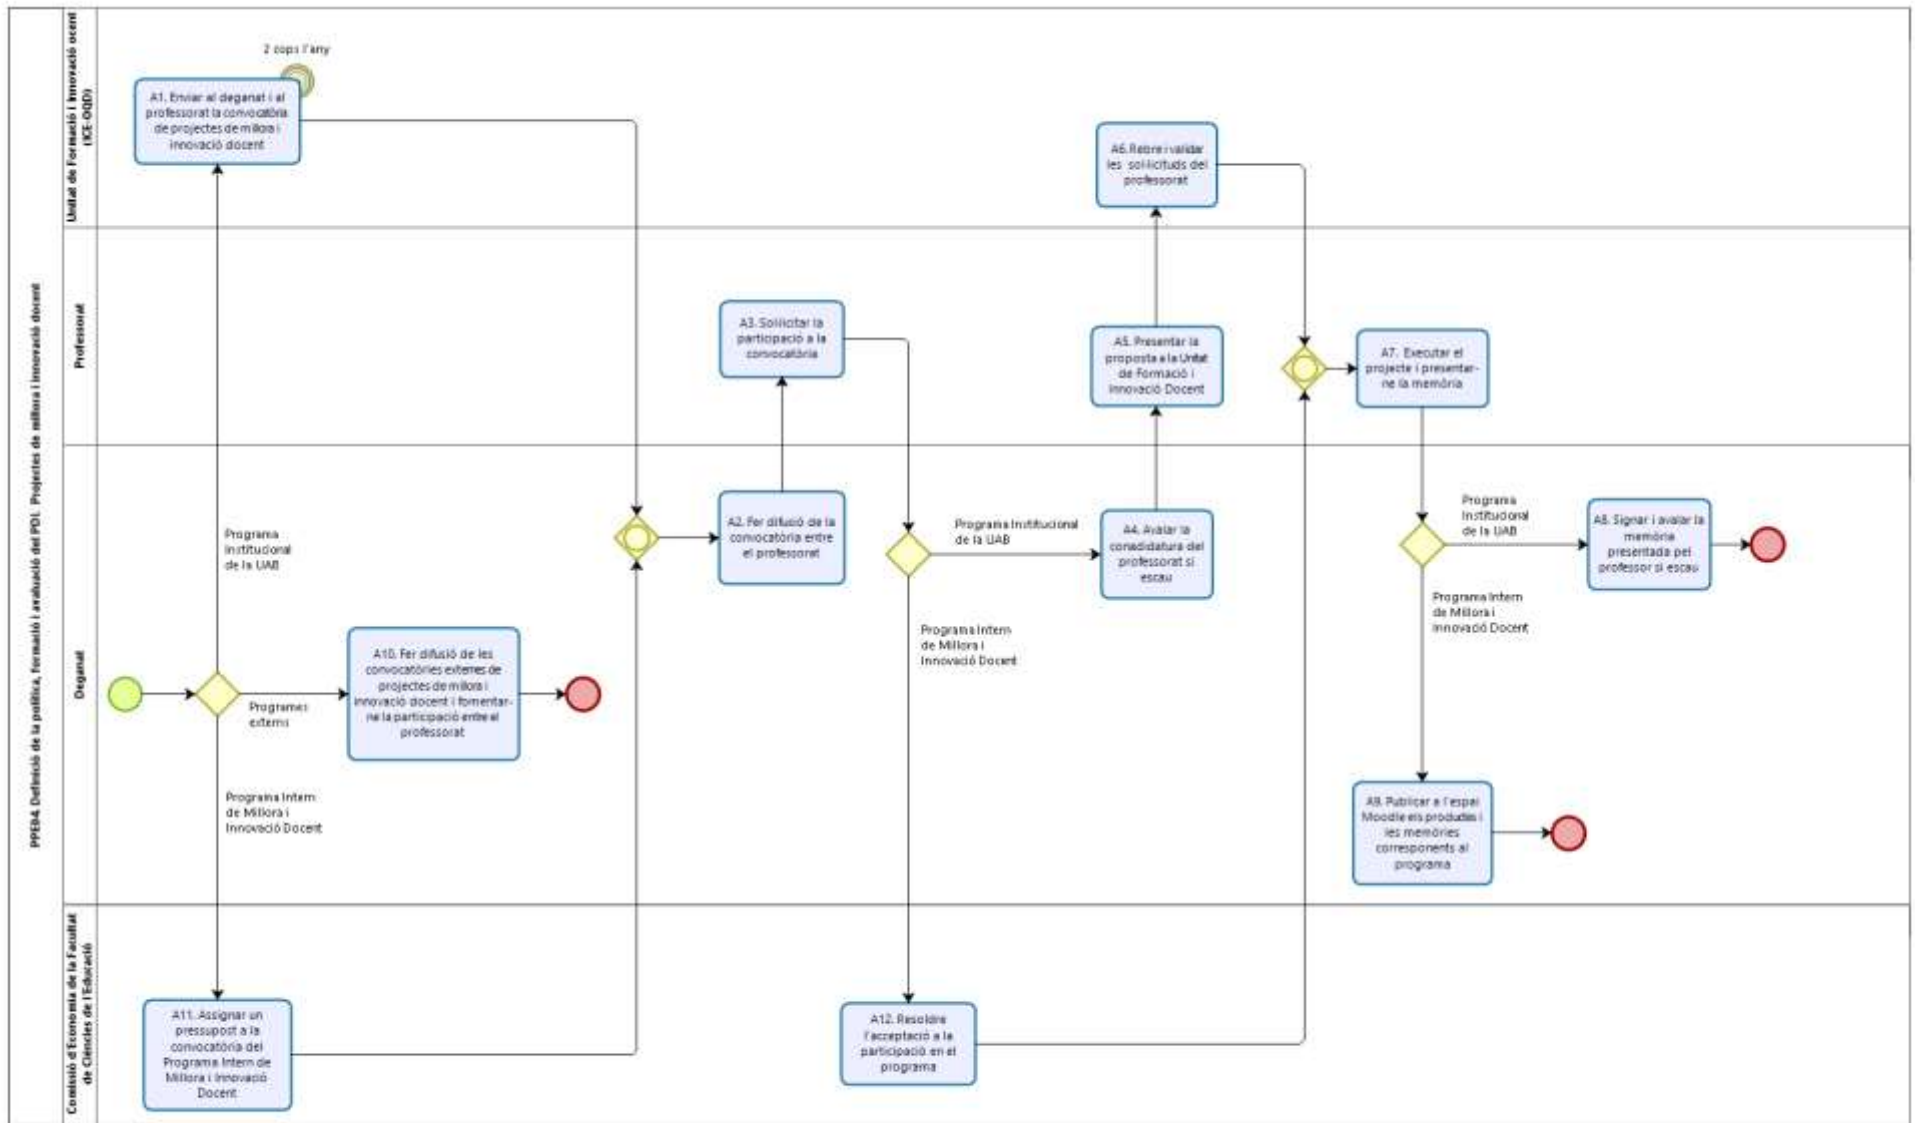 PPEB4. Definició de la política, formació i avaluació del PDI. Projectes de millora i innovació docent
Unitat de Formació i Innovació ocent
(ICE-OQD)
2 cops l'any
A1. Enviar al deganat i al
professorat la convocatòria
de projectes de millora i
innovació docent
A6. Rebre i validar
les sol·licituds del
professorat
Professorat
A3. Sol·licitar la
participació a la
convocatòria
A5. Presentar la
proposta a la Unitat
de Formació i
Innovació Docent
A7. Executar el
projecte i presentar-
ne la memòria
Deganat
Programa
Institucional
de la UAB
Programes
externs
Programa Intern
de Millora i
Innovació Docent
A10. Fer difusió de les
convocatòries externes de
projectes de millora i
innovació docent i fomentar-
ne la participació entre el
professorat
A2. Fer difusió de la
convocatòria entre
el professorat
Programa Institucional
de la UAB
Programa Intern
de Millora i
Innovació Docent
A4. Avalar la
conadidatura del
professorat si
escau
Programa
Institucional
de la UAB
Programa Intern
de Millora i
Innovació Docent
A8. Signar i avalar la
memòria
presentada pel
professor si escau
A9. Publicar a l'espai
Moodle els productes i
les memòries
corresponents al
programa
Comissió d'Economia de la Facultat
de Ciències de l'Educació
A11. Assignar un
pressupost a la
convocatòria del
Programa Intern de
Millora i Innovació
Docent
A12. Resoldre
l'acceptació a la
participació en el
programa